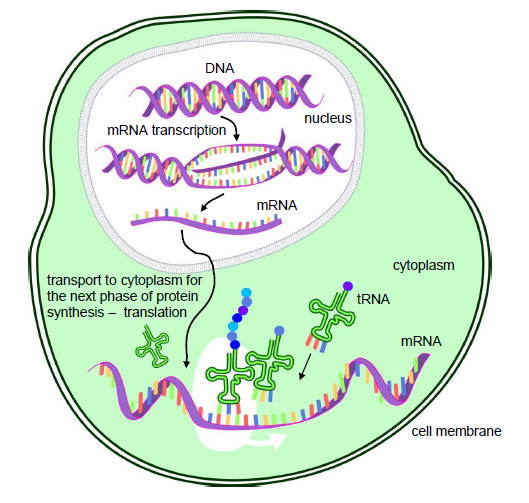 DNA
nucleus
mRNA transcription
mRNA
transport to cytoplasm for
the next phase of protein
synthesis – translation
cytoplasm
tRNA
mRNA
cell membrane